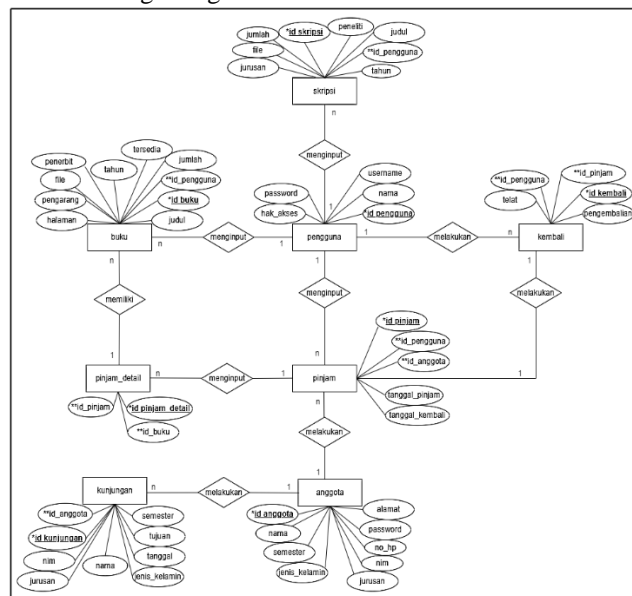 jumlah
*id skripsi
peneliti
judul
file
**id_pengguna
jurusan
tahun
skripsi
n
menginput
1
penerbit
tahun
tersedia
jumlah
file
**id_pengguna
pengarang
*id buku
halaman
judul
buku
password
username
nama
hak_akses
*id pengguna
**id_pengguna
**id_pinjam
telat
*id kembali
pengembalian
n
menginput
1
pengguna
1
melakukan
n
kembali
n
1
1
memiliki
menginput
melakukan
*id pinjam
**id_pengguna
**id_anggota
1
n
pinjam_detail
n
menginput
1
pinjam
1
tanggal_pinjam
tanggal_kembali
**id_pinjam
*id pinjam_detail
**id_buku
n
melakukan
1
kunjungan
n
melakukan
1
anggota
**id_anggota
semester
*id kunjungan
tujuan
nim
tanggal
jurusan
nama
jenis_kelamin
*id anggota
alamat
nama
password
no_hp
semester
nim
jenis_kelamin
jurusan